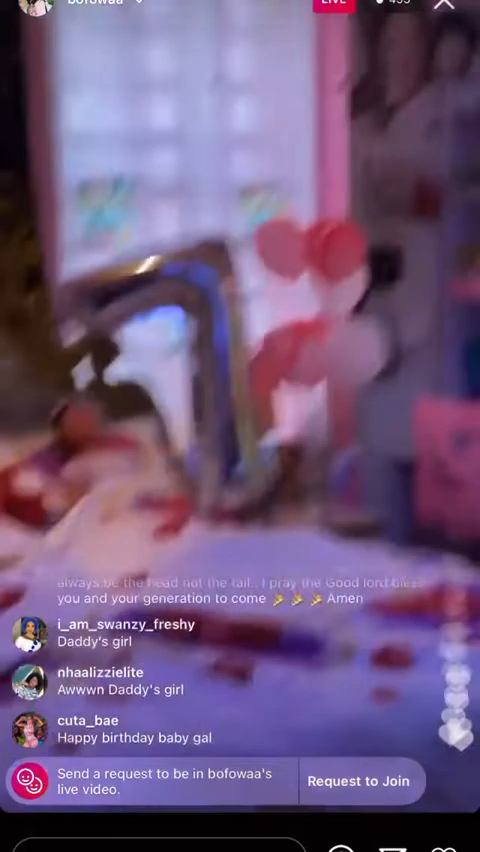 bofowaa
LIVE
always be the head not the tail.. I pray the Good lord bless
you and your generation to come 🎉 🎉 🎉 Amen
i_am_swanzy_freshy
Daddy's girl
nhaalizzielite
Awwwn Daddy's girl
cuta_bae
Happy birthday baby gal
Send a request to be in bofowaa's
live video.
Request to Join